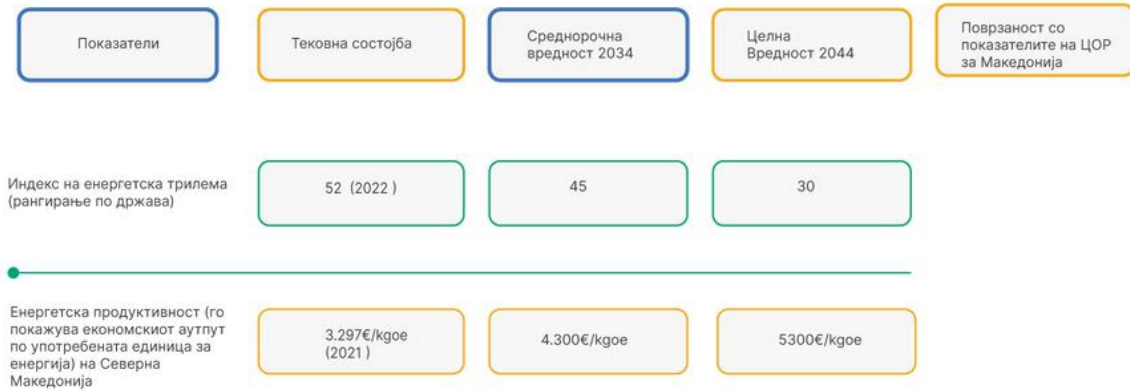 Показатели
Тековна состојба
Среднорочна
вредност 2034
Целна
Вредност 2044
Поврзаност со
показателите на ЦОР
за Македонија
Индекс на енергетска трилема
(рангирање по држава)
52 (2022 )
45
30
Енергетска продуктивност (го
покажува економскиот аутпут
по употребената единица за
енергија) на Северна
Македонија
3.297€/kgoe
(2021 )
4.300€/kgoe
5300€/kgoe